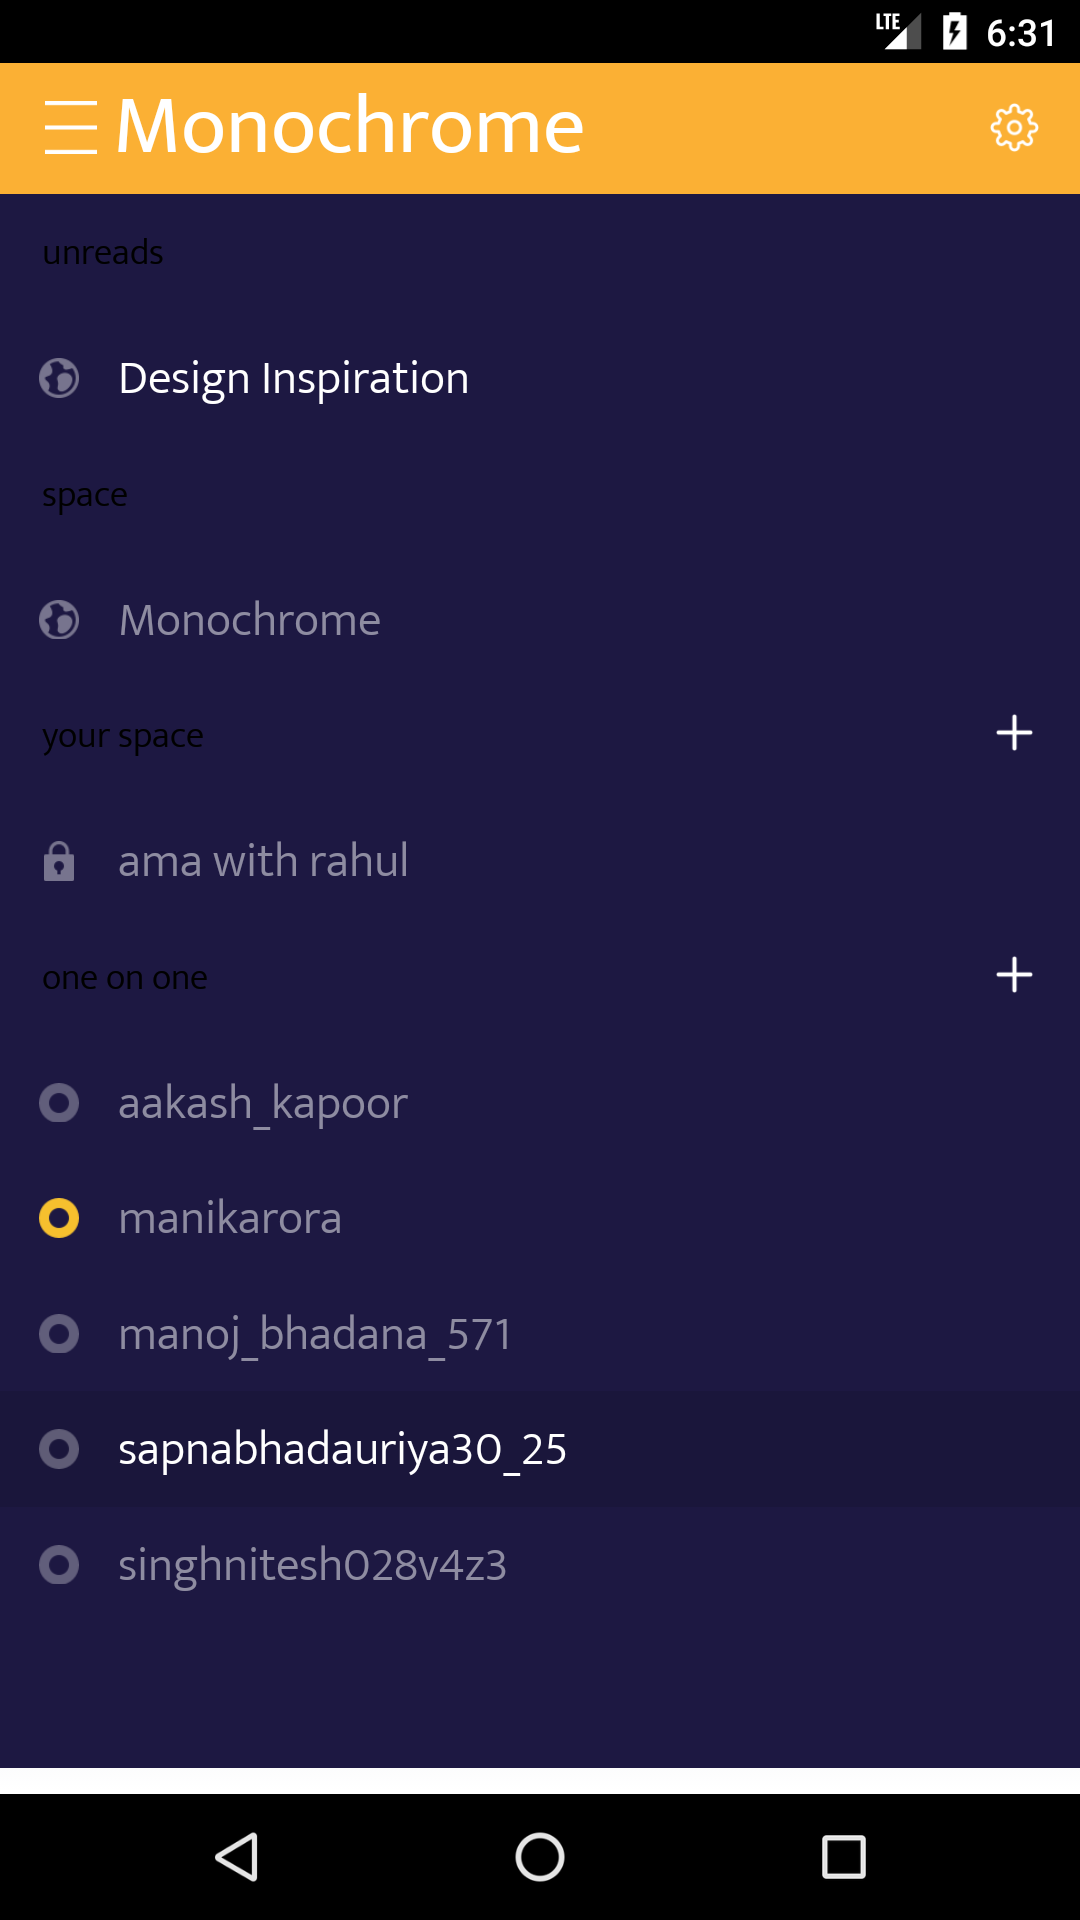 LTE 6:31
Monochrome
unreads
Design Inspiration
space
Monochrome
your space
ama with rahul
one on one
aakash_kapoor
manikarora
manoj_bhadana_571
sapnabhadauriya30_25
singhnitesh028v4z3